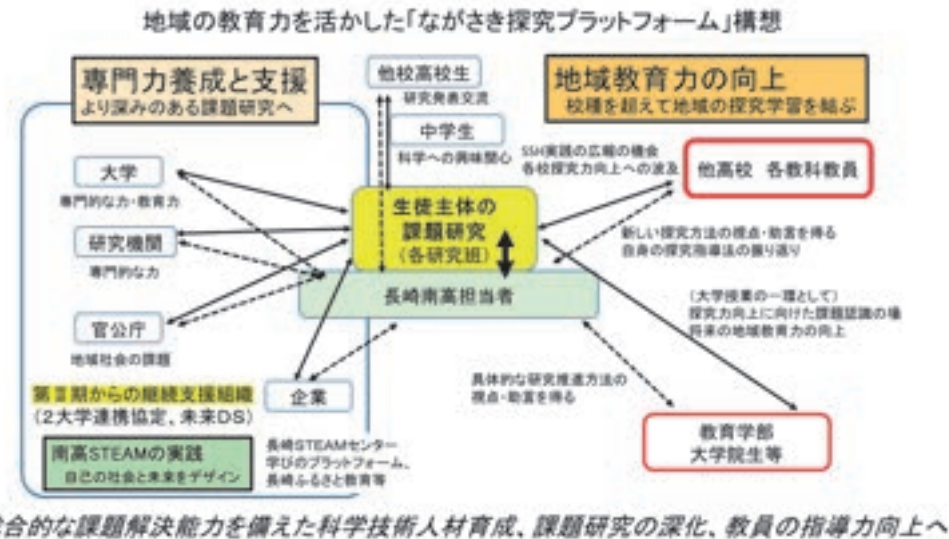 地域の教育力を活かした「ながさき探究プラットフォーム」構想
専門力養成と支援
より深みのある課題研究へ
他校高校生
研究発表交流
中学生
科学への興味関心
地域教育力の向上
校種を超えて地域の探究学習を結ぶ
大学
専門的な力・教育力
研究機関
専門的な力
官公庁
地域社会の課題
第Ⅱ期からの継続支援組織
(2大学連携協定、未来DS)
南高STEAMの実践
自己の社会と未来をデザイン
企業
長崎STEAMセンター
学びのプラットフォーム、
長崎ふるさと教育等
生徒主体の
課題研究
(各研究班)
長崎南高担当者
SSH実践の広報の機会
各校探究力向上への波及
他高校 各教科教員
新しい探究方法の視点・助言を得る
自身の探究指導法の振り返り
(大学授業の一環として)
探究力向上に向けた課題認識の場
将来の地域教育力の向上
具体的な研究推進方法の
視点・助言を得る
教育学部
大学院生等
合的な課題解決能力を備えた科学技術人材育成、課題研究の深化、教員の指導力向上へ